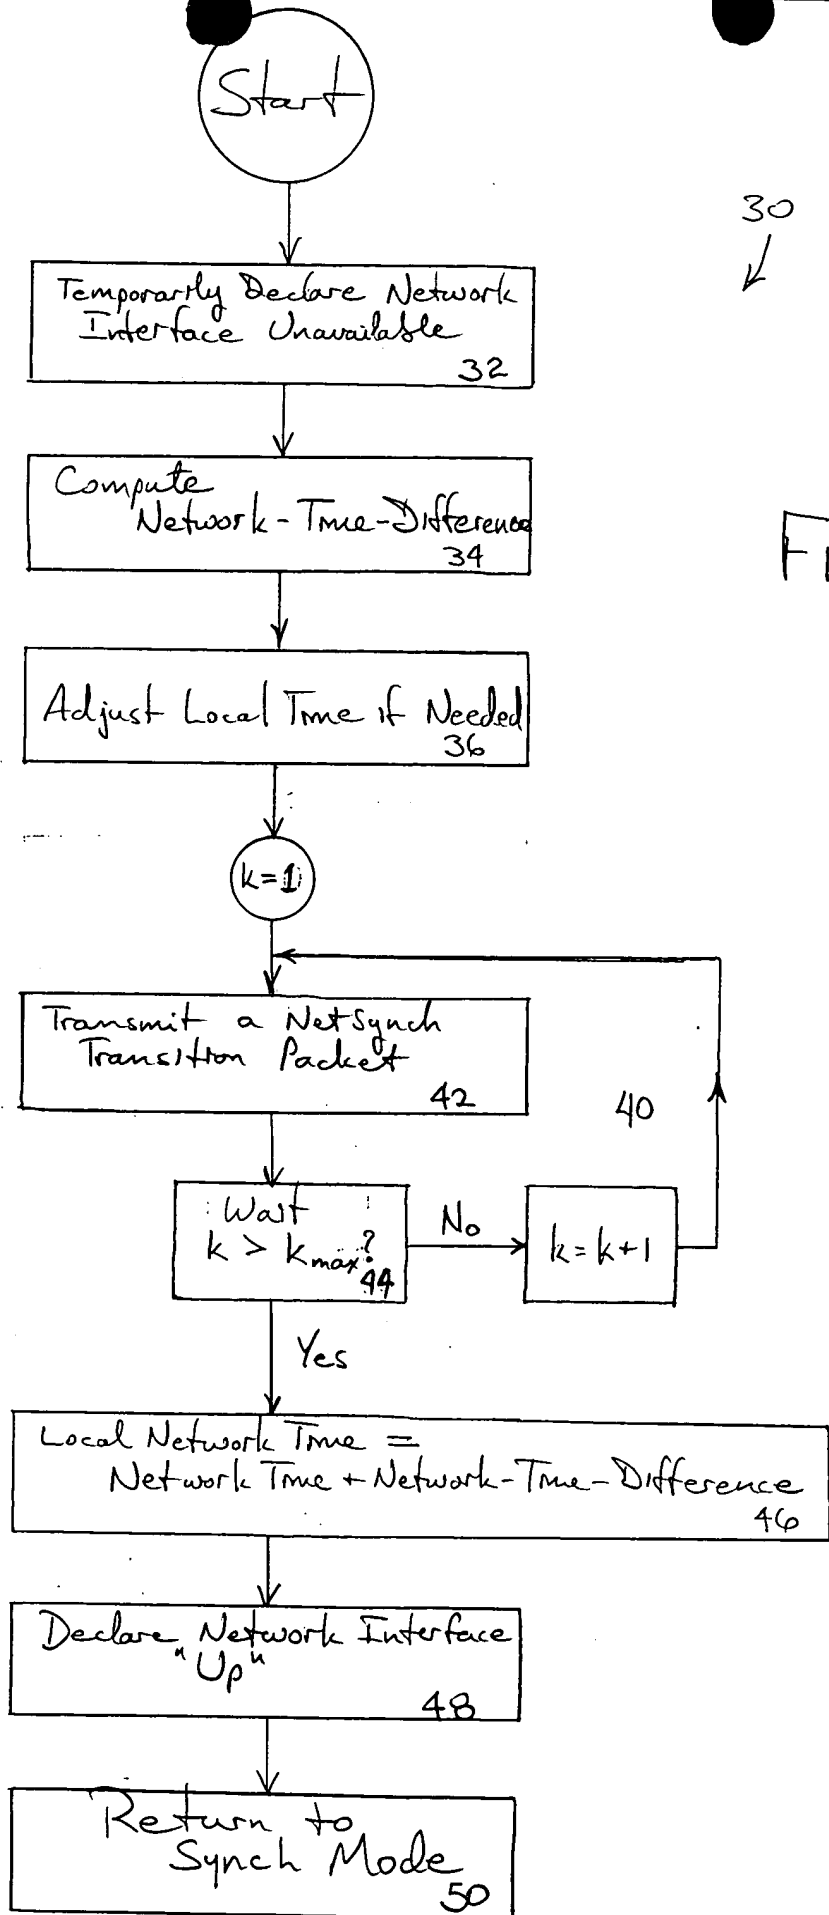 Start
30
Temporarily Declare Network
Interface Unavailable
32
Compute
Network-Time-Difference
34
Adjust Local Time if Needed
36
k=1
Transmit a NetSynch
Transition Packet
42
40
Wait
k > kmax?
44
No
k=k+1
Yes
Local Network Time =
Network Time + Network-Time-Difference
46
Declare Network Interface
"Up"
48
Return to
Synch Mode
50